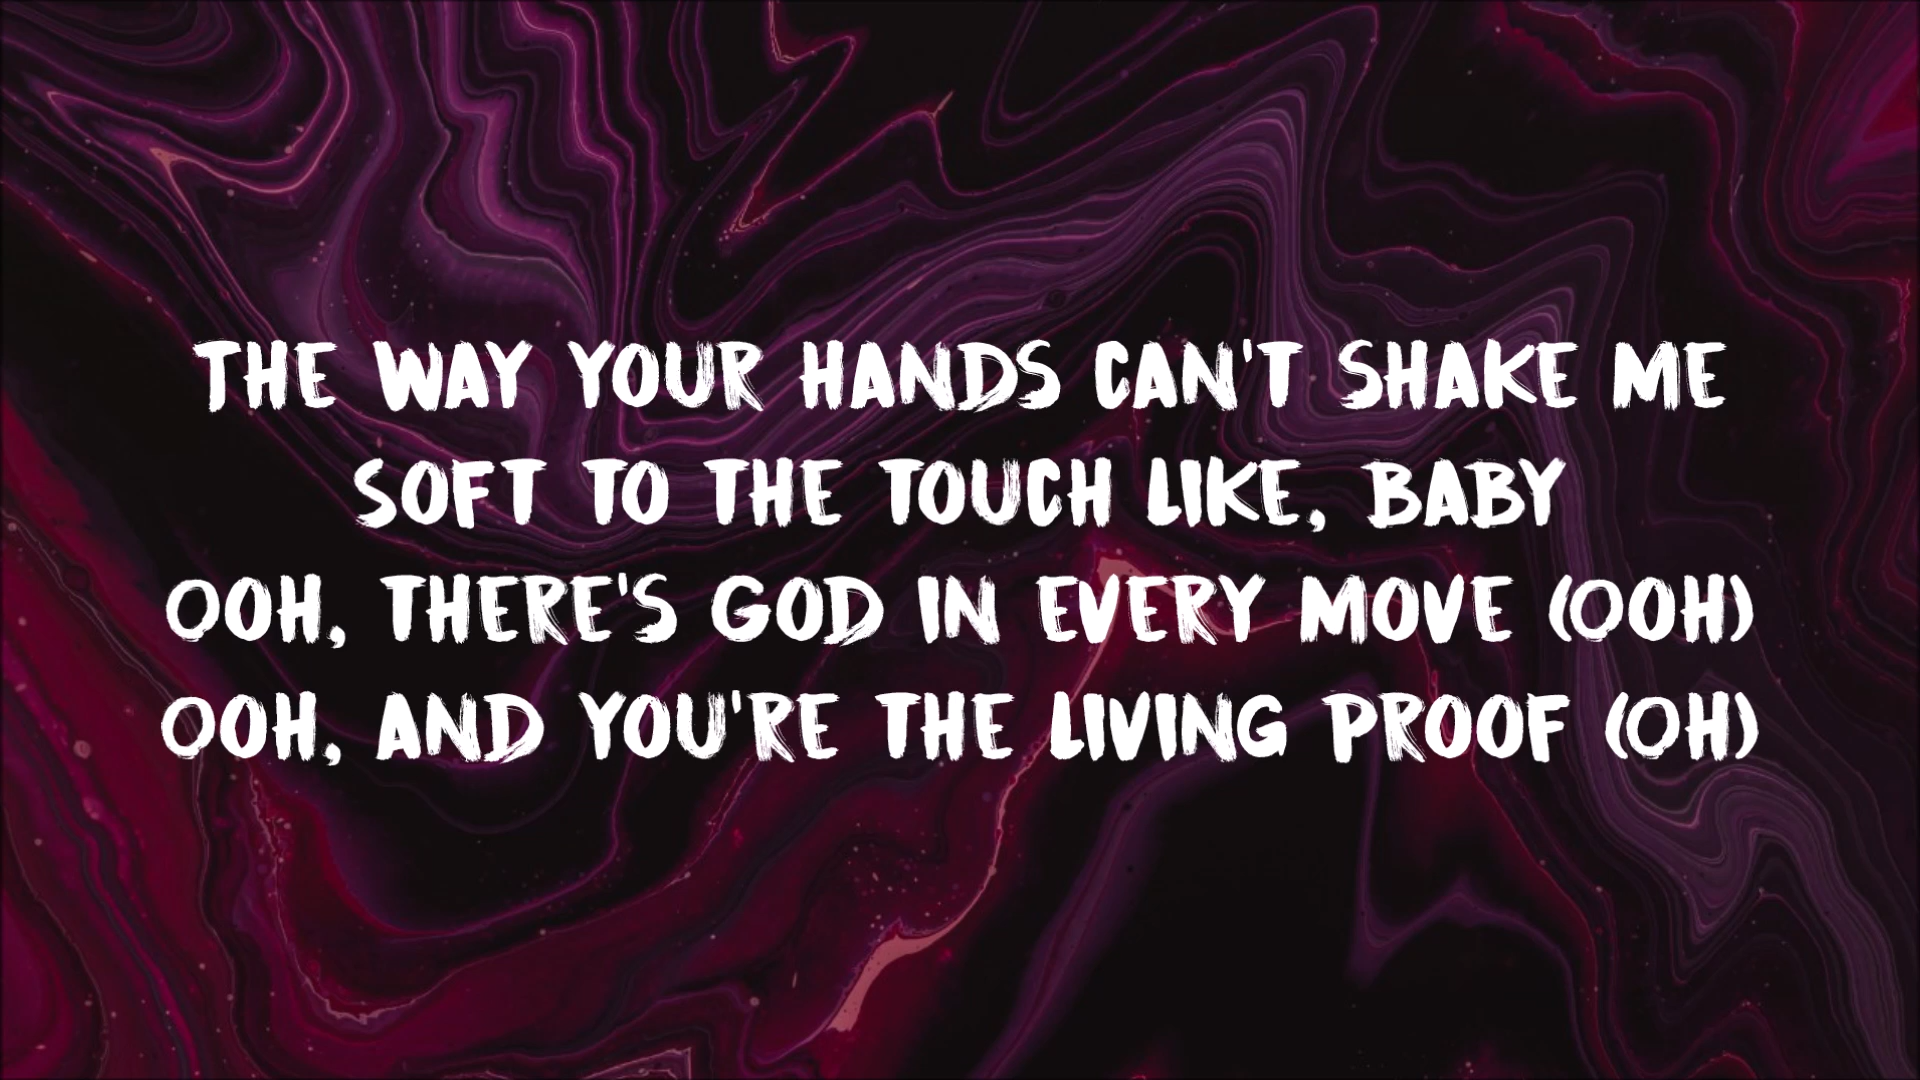 THE WAY YOUR HANDS CAN'T SHAKE ME
SOFT TO THE TOUCH LIKE, BABY
OOH, THERE'S GOD IN EVERY MOVE (OOH)
OOH, AND YOU'RE THE LIVING PROOF (OH)